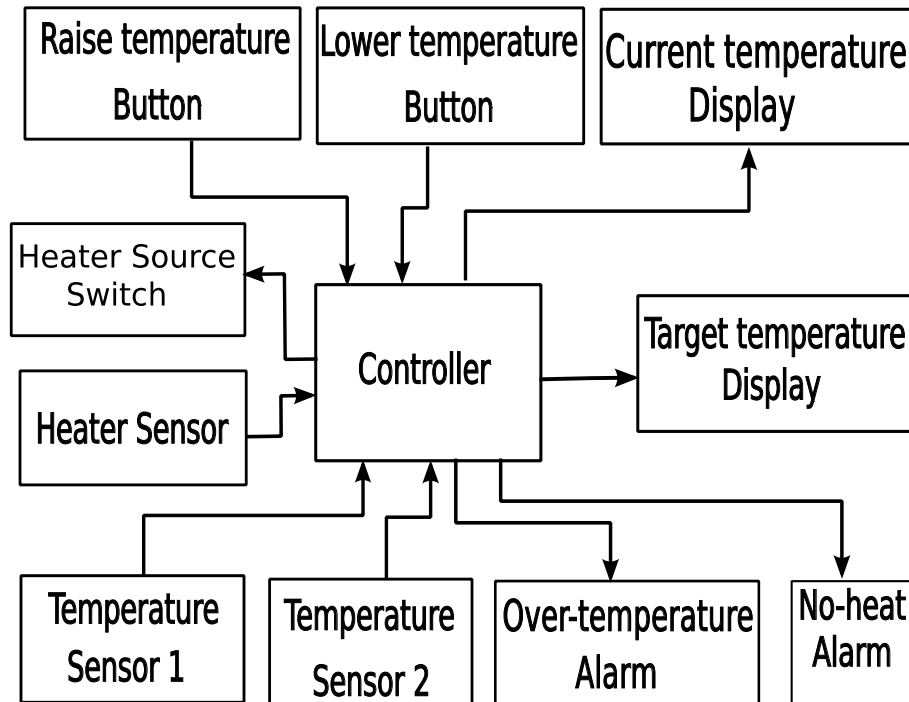 Raise temperature
Button
Lower temperature
Button
Current temperature
Display
Heater Source
Switch
Controller
Target temperature
Display
Heater Sensor
Temperature
Sensor 1
Temperature
Sensor 2
Over-temperature
Alarm
No-heat
Alarm